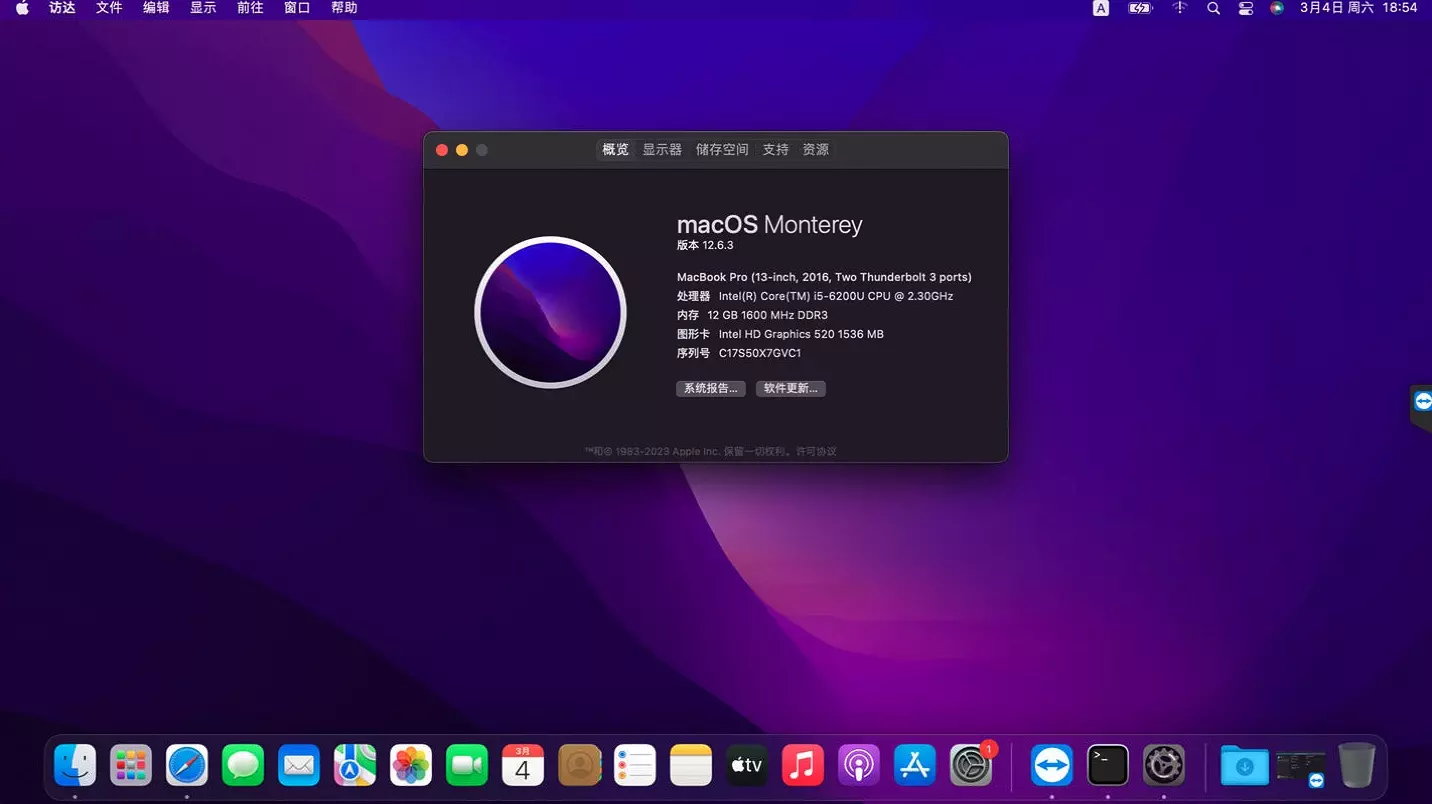 访达 文件 编辑 显示 前往 窗口 帮助 A 3月4日 周六 18:54
概览 显示器 储存空间 支持 资源
macOS Monterey
版本 12.6.3
MacBook Pro (13-inch, 2016, Two Thunderbolt 3 ports)
处理器 Intel(R) Core(TM) i5-6200U CPU @ 2.30GHz
内存 12 GB 1600 MHz DDR3
图形卡 Intel HD Graphics 520 1536 MB
序列号 C17S50X7GVC1
系统报告... 软件更新...
™和© 1983-2023 Apple Inc. 保留一切权利。许可协议
3月
4
tv
1
>_